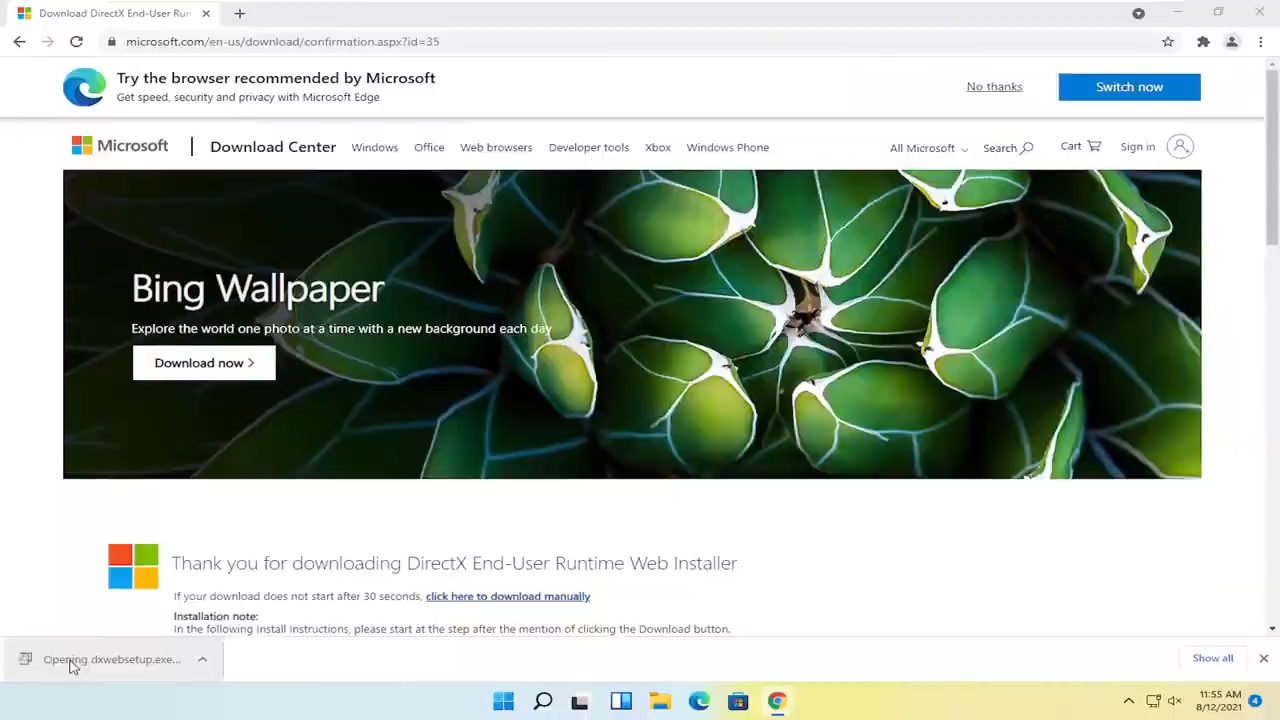 Download DirectX End-User Run
microsoft.com/en-us/download/confirmation.aspx?id=35
Try the browser recommended by Microsoft
Get speed, security and privacy with Microsoft Edge
No thanks
Switch now
Microsoft
Download Center
Windows
Office
Web browsers
Developer tools
Xbox
Windows Phone
All Microsoft
Search
Cart
Sign in
Bing Wallpaper
Explore the world one photo at a time with a new background each day
Download now >
Thank you for downloading DirectX End-User Runtime Web Installer
If your download does not start after 30 seconds, click here to download manually
Installation note:
In the following Install Instructions, please start at the step after the mention of clicking the Download button.
Opening dxwebsetup.exe...
Show all
11:55 AM
8/12/2021
4